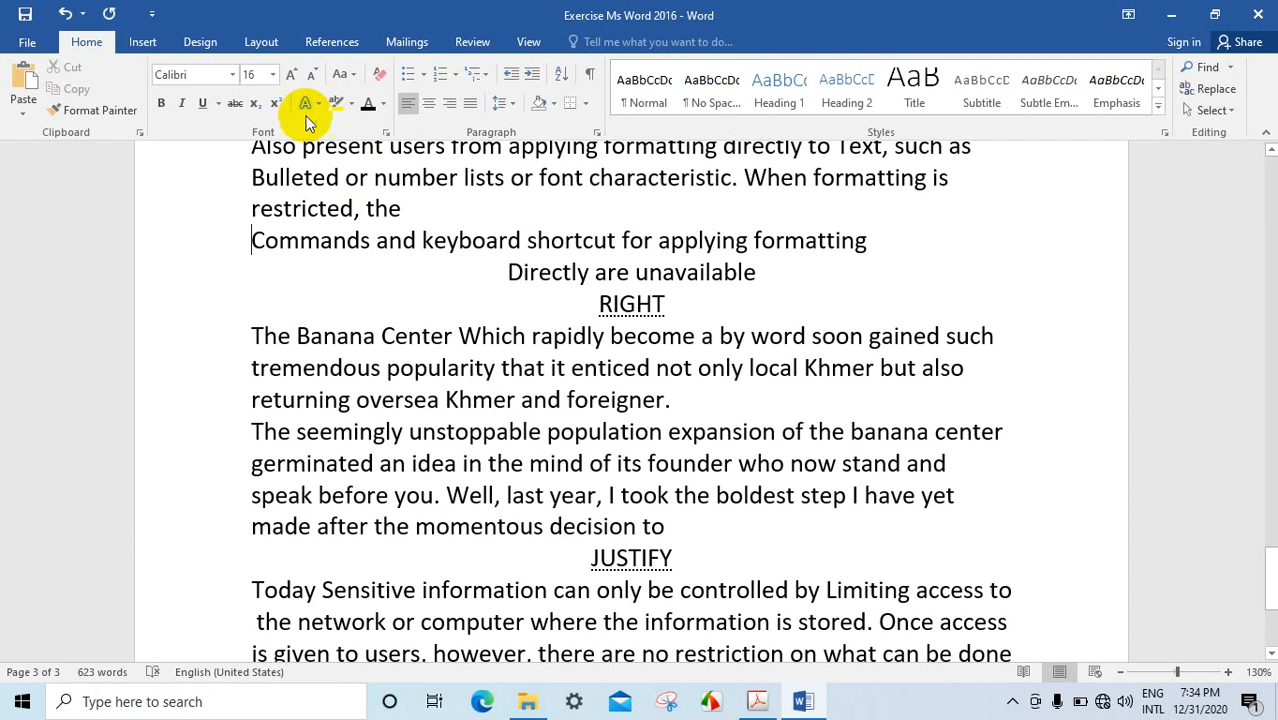 Exercise Ms Word 2016 - Word
File Home Insert Design Layout References Mailings Review View Tell me what you want to do... Sign in Share
Paste Cut Copy Format Painter Clipboard
Calibri 16 Aa A
B I U abc X₂ X² A A
Font
Paragraph
AaBbCcDc AaBbCcDc AaBbCc AaBbCcD AaB AaBbCcD AaBbCcDc AaBbCcDc
¶ Normal ¶ No Spac... Heading 1 Heading 2 Title Subtitle Subtle Em... Emphasis
Styles
Find
Replace
Select
Editing
Also present users from applying formatting directly to Text, such as
Bulleted or number lists or font characteristic. When formatting is
restricted, the
Commands and keyboard shortcut for applying formatting
Directly are unavailable
RIGHT
The Banana Center Which rapidly become a by word soon gained such
tremendous popularity that it enticed not only local Khmer but also
returning oversea Khmer and foreigner.
The seemingly unstoppable population expansion of the banana center
germinated an idea in the mind of its founder who now stand and
speak before you. Well, last year, I took the boldest step I have yet
made after the momentous decision to
JUSTIFY
Today Sensitive information can only be controlled by Limiting access to
the network or computer where the information is stored. Once access
is given to users, however, there are no restriction on what can be done
Page 3 of 3 623 words English (United States) 130%
Type here to search
ENG
INTL
7:34 PM
12/31/2020